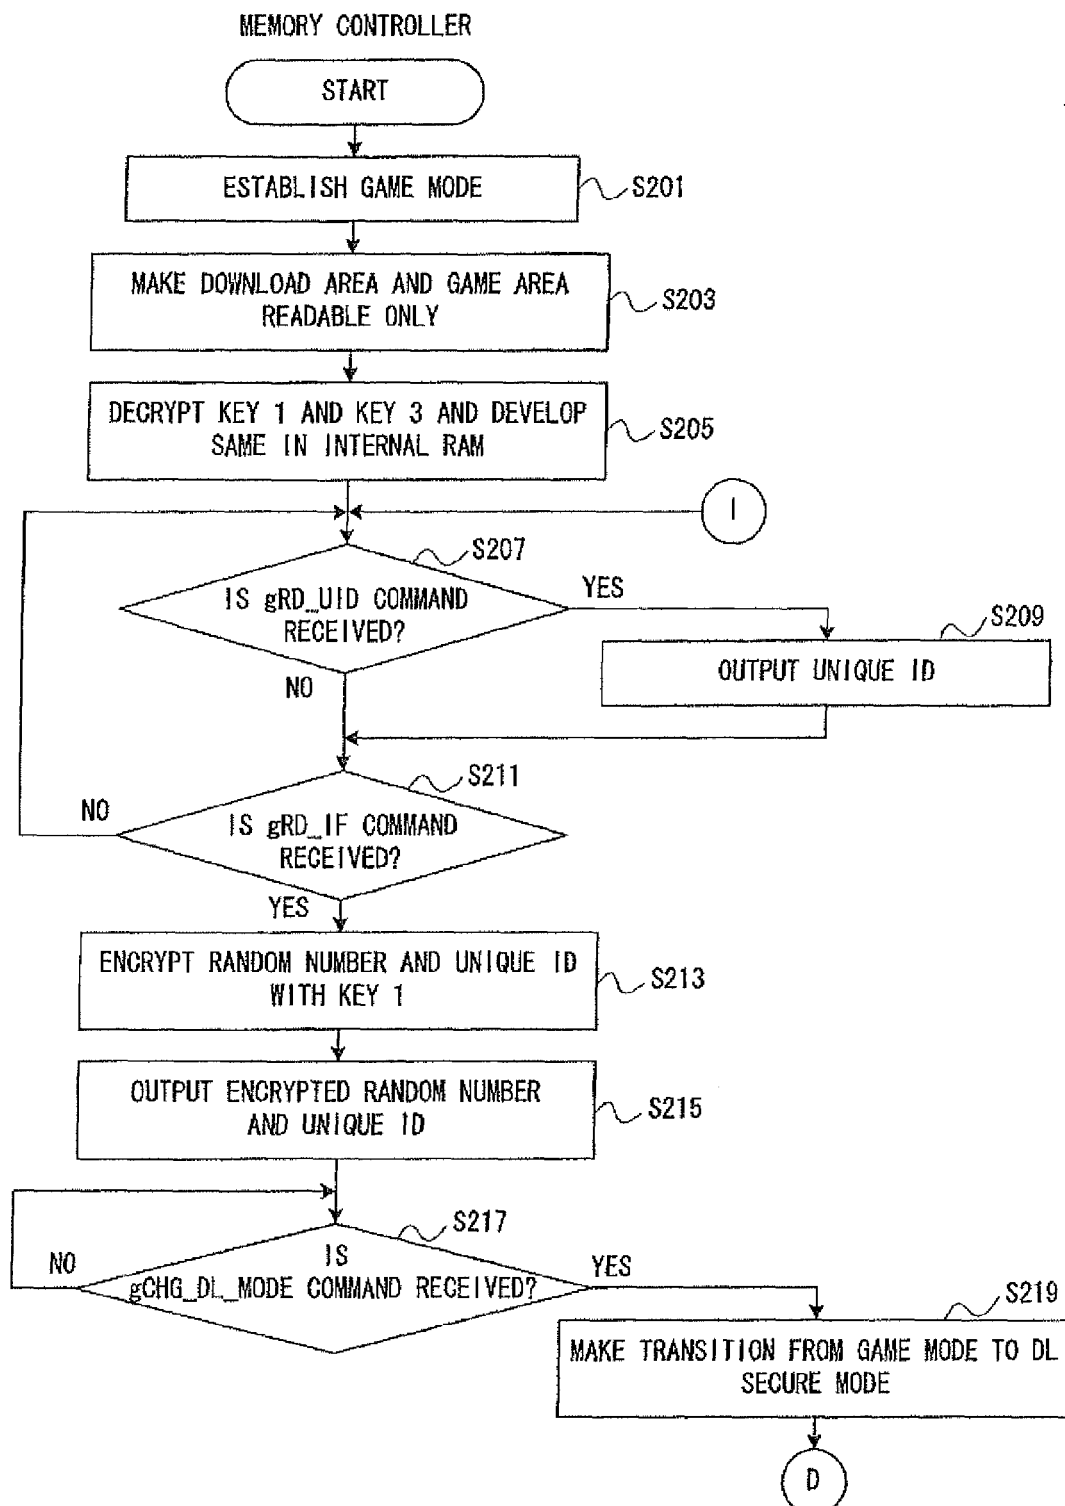 MEMORY CONTROLLER
START
ESTABLISH GAME MODE
S201
MAKE DOWNLOAD AREA AND GAME AREA
READABLE ONLY
S203
DECRYPT KEY 1 AND KEY 3 AND DEVELOP
SAME IN INTERNAL RAM
S205
I
S207
IS gRD_UID COMMAND
RECEIVED?
YES
NO
S209
OUTPUT UNIQUE ID
S211
IS gRD_IF COMMAND
RECEIVED?
NO
YES
ENCRYPT RANDOM NUMBER AND UNIQUE ID
WITH KEY 1
S213
OUTPUT ENCRYPTED RANDOM NUMBER
AND UNIQUE ID
S215
S217
IS
gCHG_DL_MODE COMMAND RECEIVED?
NO
YES
S219
MAKE TRANSITION FROM GAME MODE TO DL
SECURE MODE
D